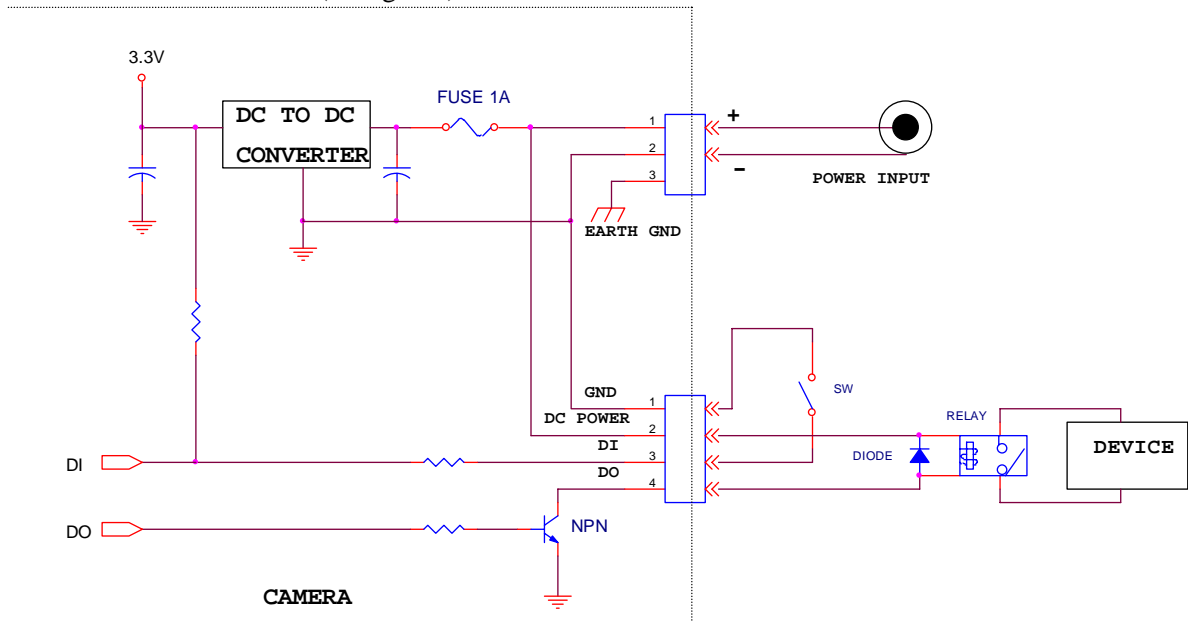 3.3V
FUSE 1A
DC TO DC
CONVERTER
1
2
3
+
−
POWER INPUT
EARTH GND
GND
DC POWER
DI
DO
1
2
3
4
SW
RELAY
DIODE
DEVICE
DI
DO
NPN
CAMERA